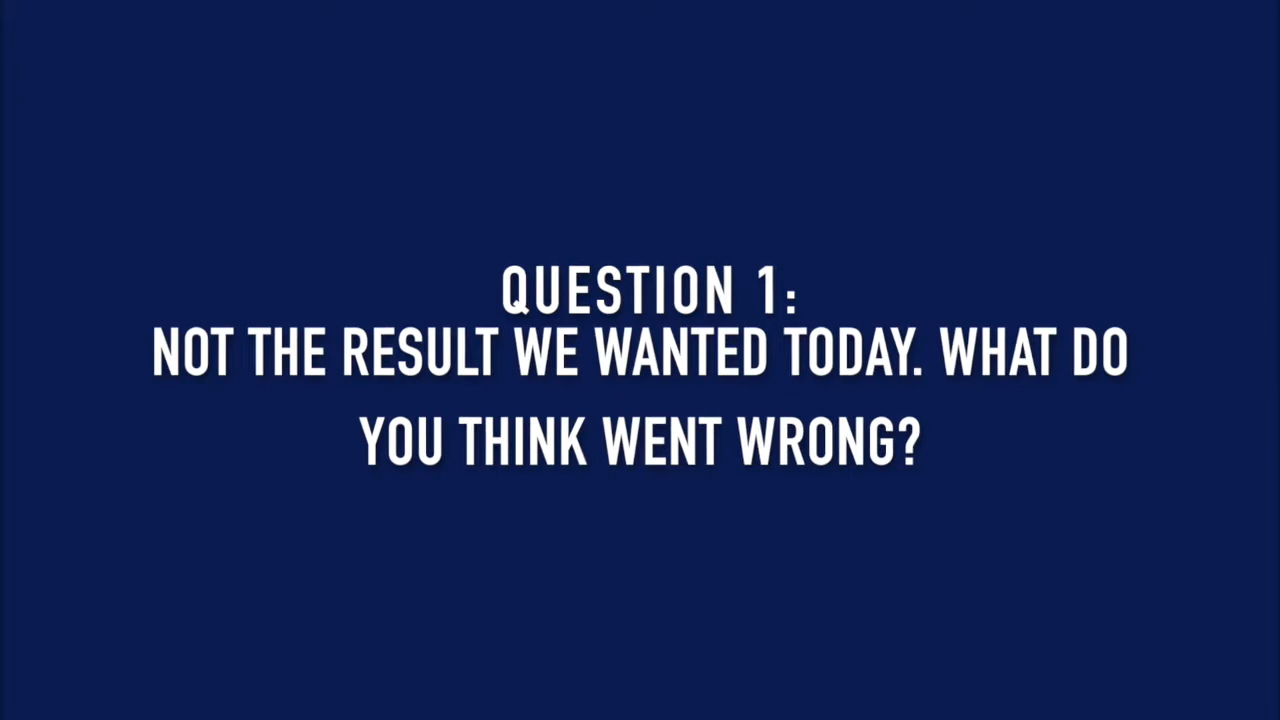 QUESTION 1:
NOT THE RESULT WE WANTED TODAY. WHAT DO
YOU THINK WENT WRONG?